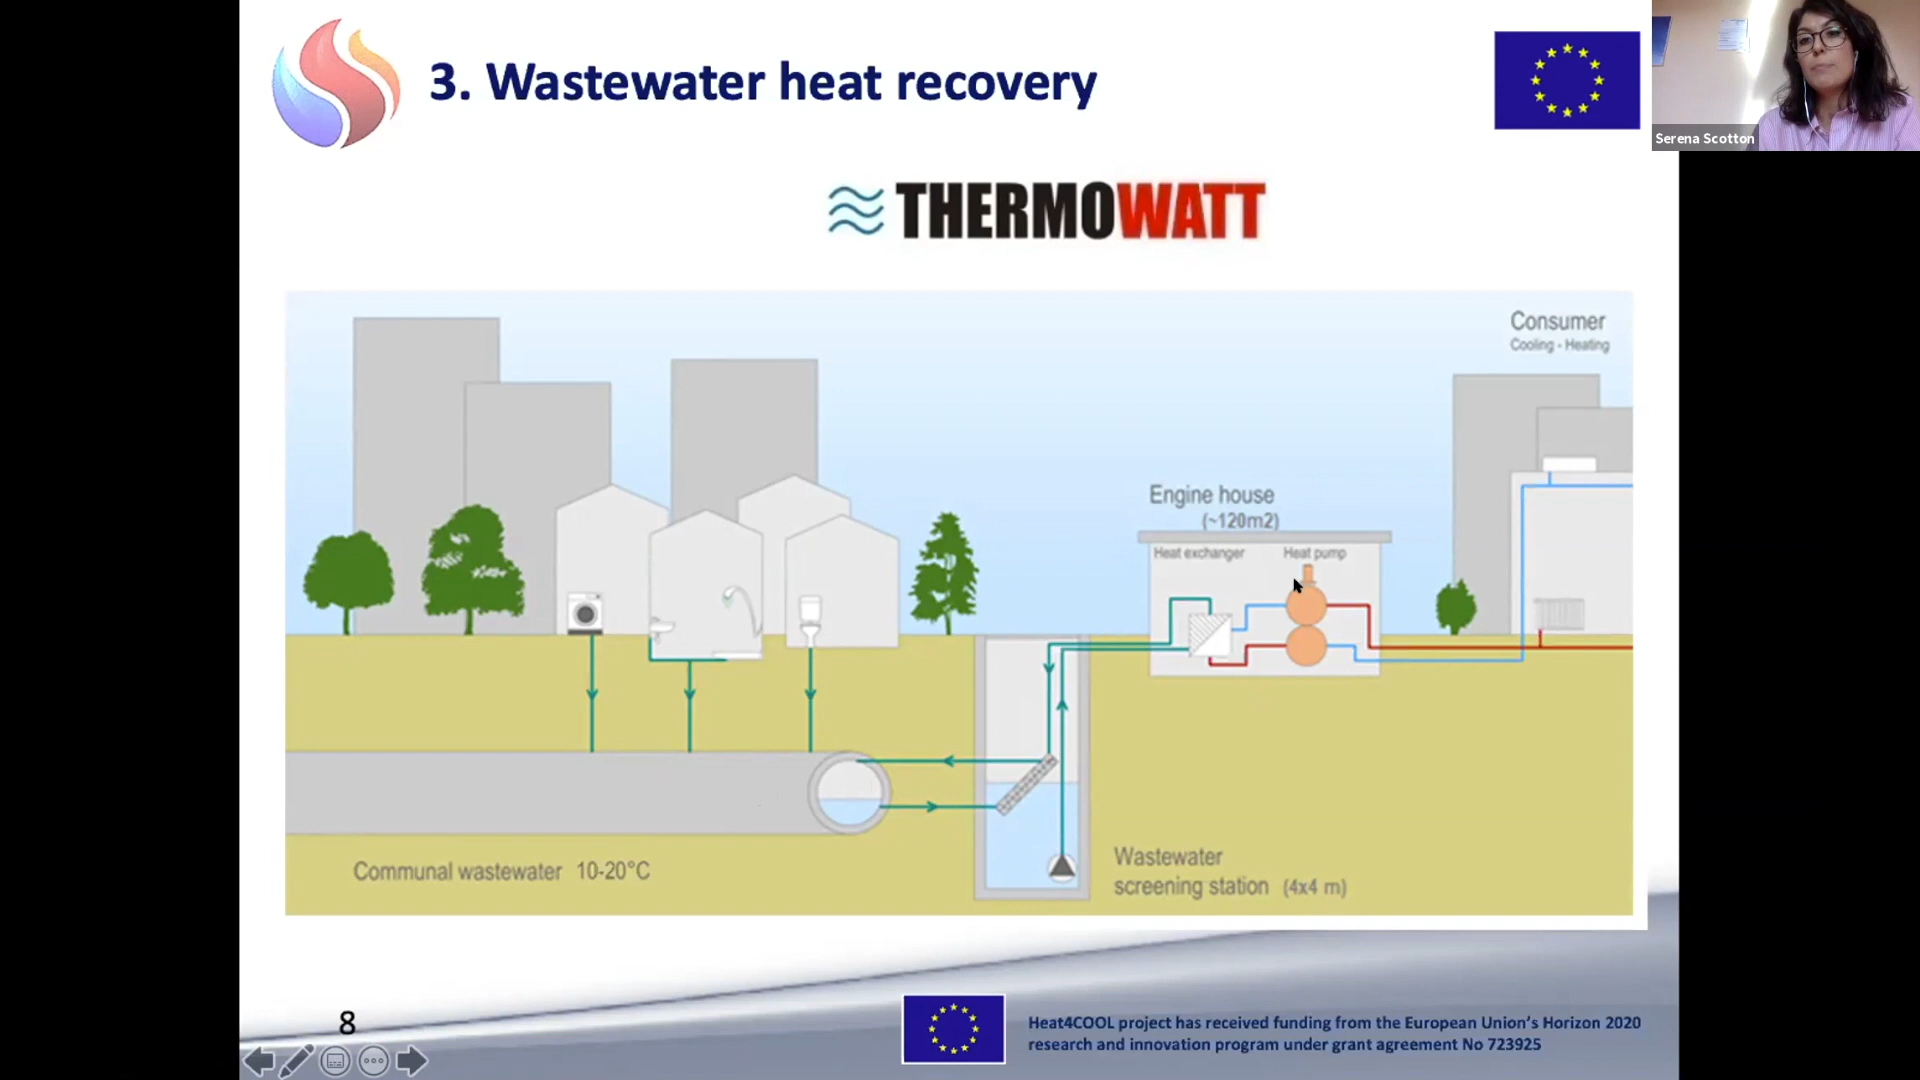 3. Wastewater heat recovery
Serena Scotton
THERMOWATT
Consumer
Cooling - Heating
Engine house
(~120m2)
Heat exchanger
Heat pump
Communal wastewater 10-20°C
Wastewater
screening station (4x4 m)
8
Heat4COOL project has received funding from the European Union's Horizon 2020
research and innovation program under grant agreement No 723925